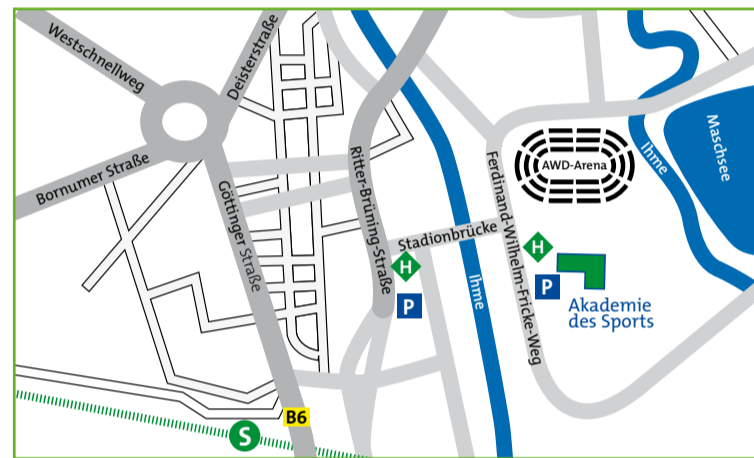 Westschnellweg
Deisterstraße
Bornumer Straße
Göttinger Straße
Ritter-Brüning-Straße
Ferdinand-Wilhelm-Fricke-Weg
AWD-Arena
Ihme
Maschsee
Stadionbrücke
H
H
P
P
Ihme
Akademie
des Sports
B6
S